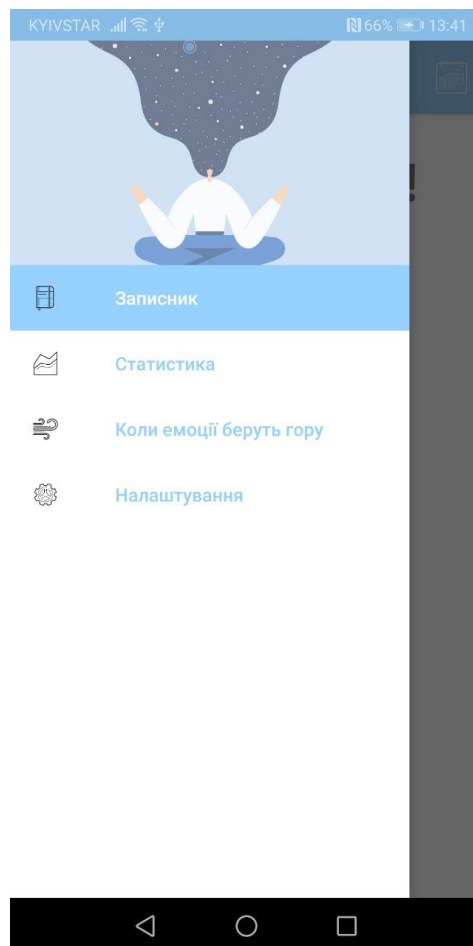 KYIVSTAR 66% 13:41
!
Записник
Статистика
Коли емоції беруть гору
Налаштування